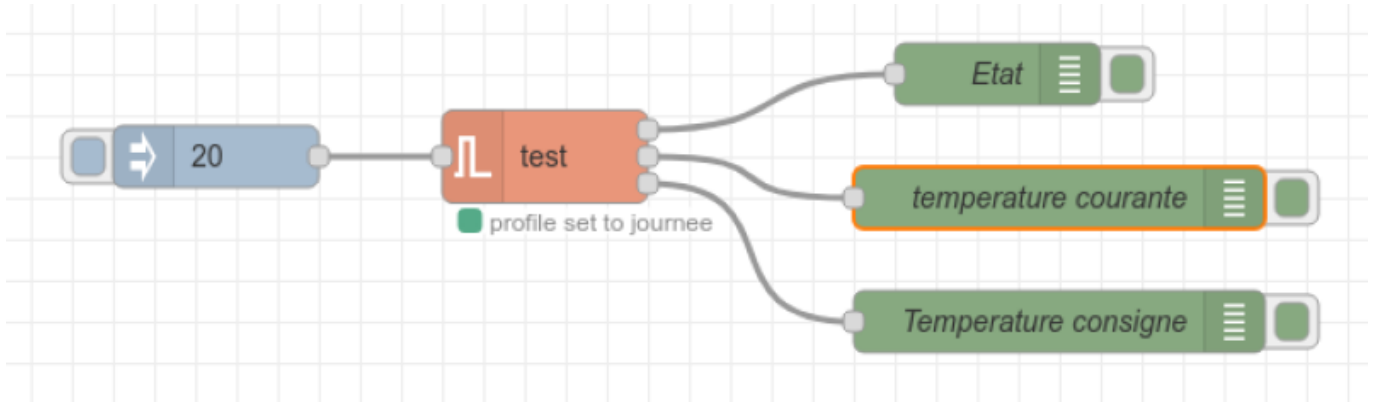 Etat
20
test
temperature courante
profile set to journee
Temperature consigne